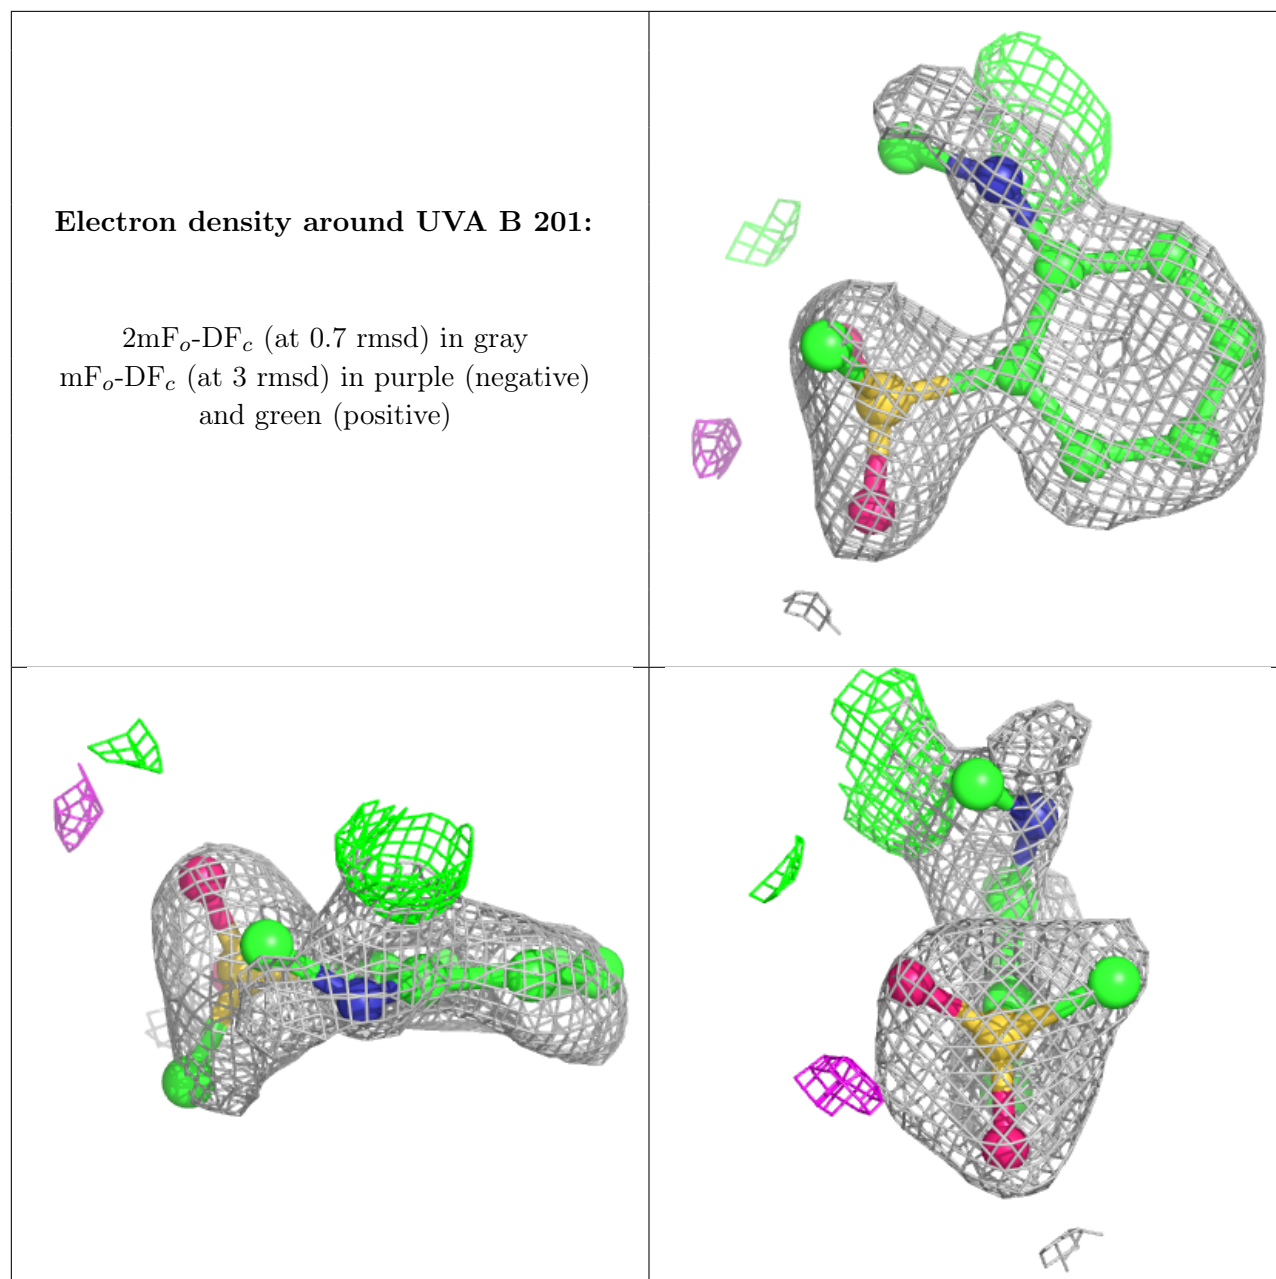 Electron density around UVA B 201:
2mFo-DFc (at 0.7 rmsd) in gray
mFo-DFc (at 3 rmsd) in purple (negative)
and green (positive)